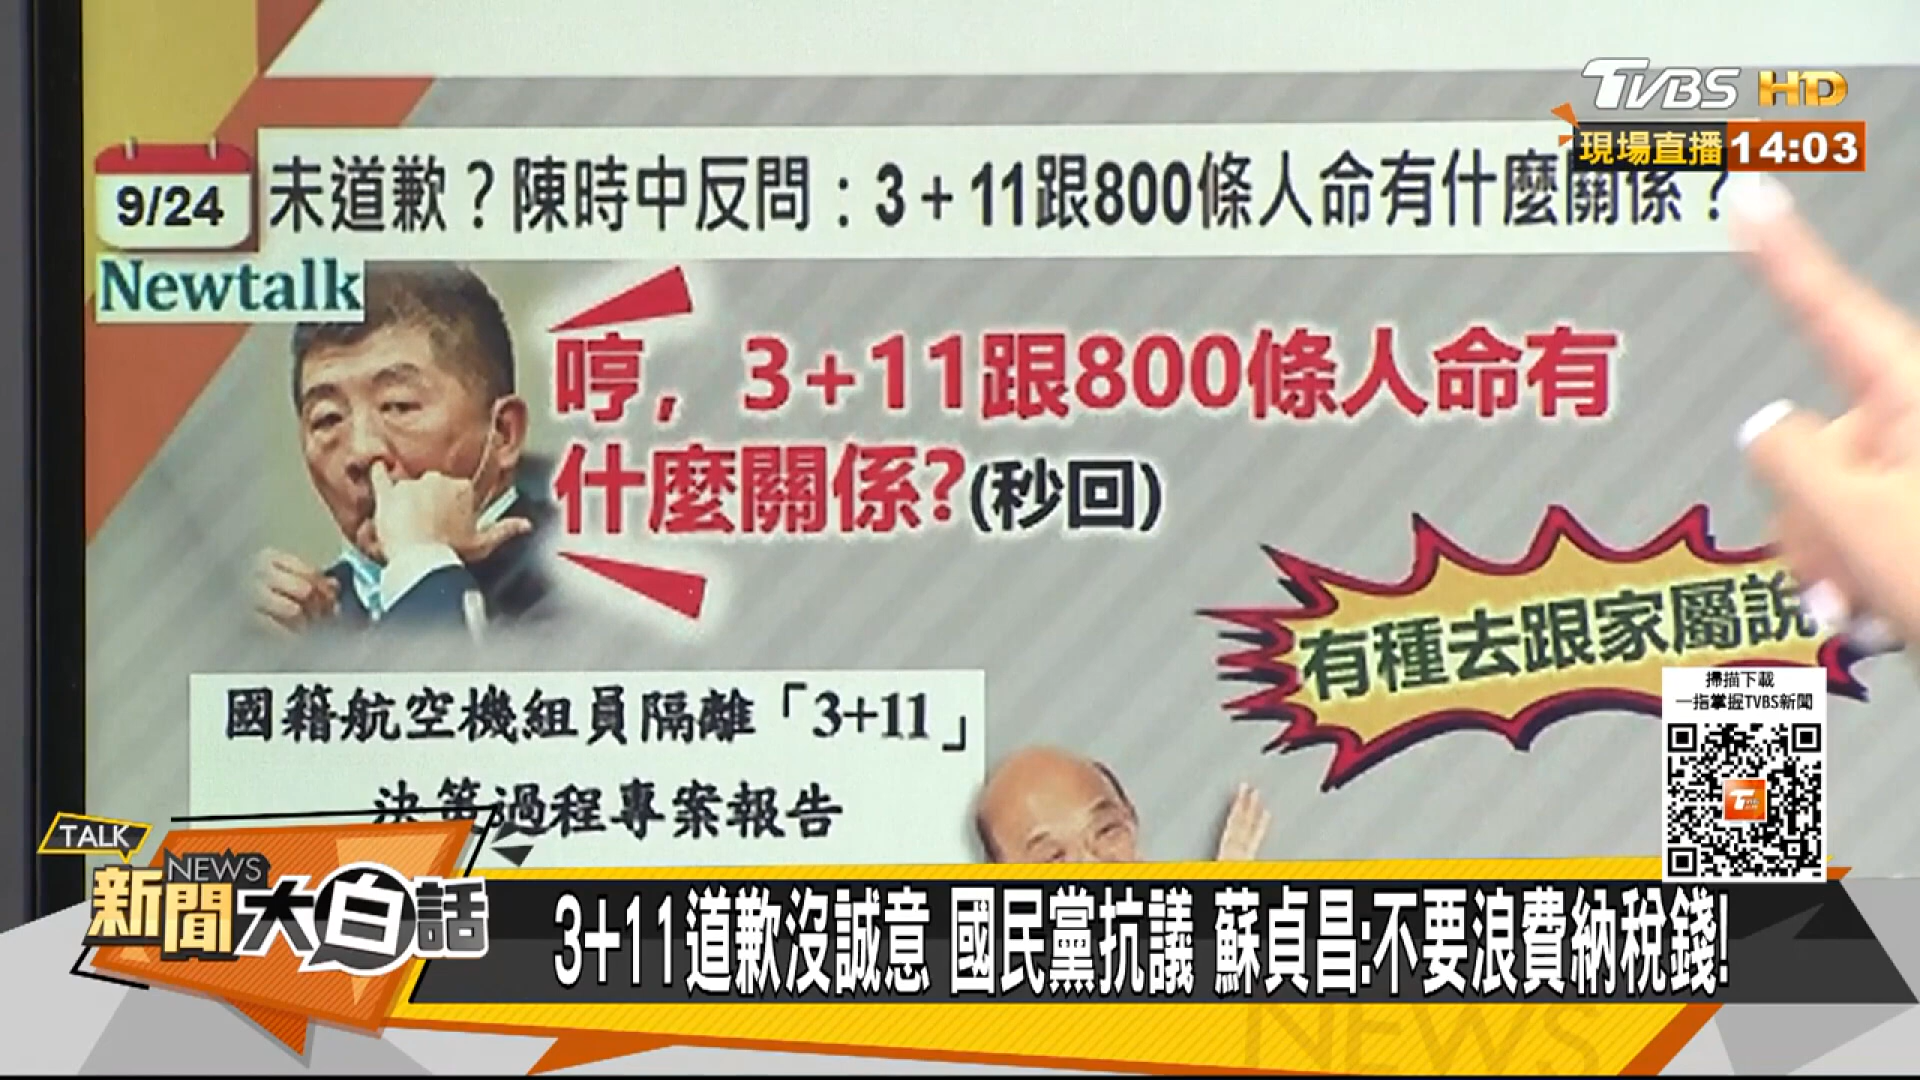 TVBS HD
現場直播 14:03
9/24
未道歉？陳時中反問：3+11跟800條人命有什麼關係？
Newtalk
哼，3+11跟800條人命有
什麼關係?(秒回)
有種去跟家屬說
國籍航空機組員隔離「3+11」
決策過程專案報告
掃描下載
一指掌握TVBS新聞
TALK
NEWS
新聞大白話
3+11道歉沒誠意 國民黨抗議 蘇貞昌:不要浪費納稅錢!
NEWS